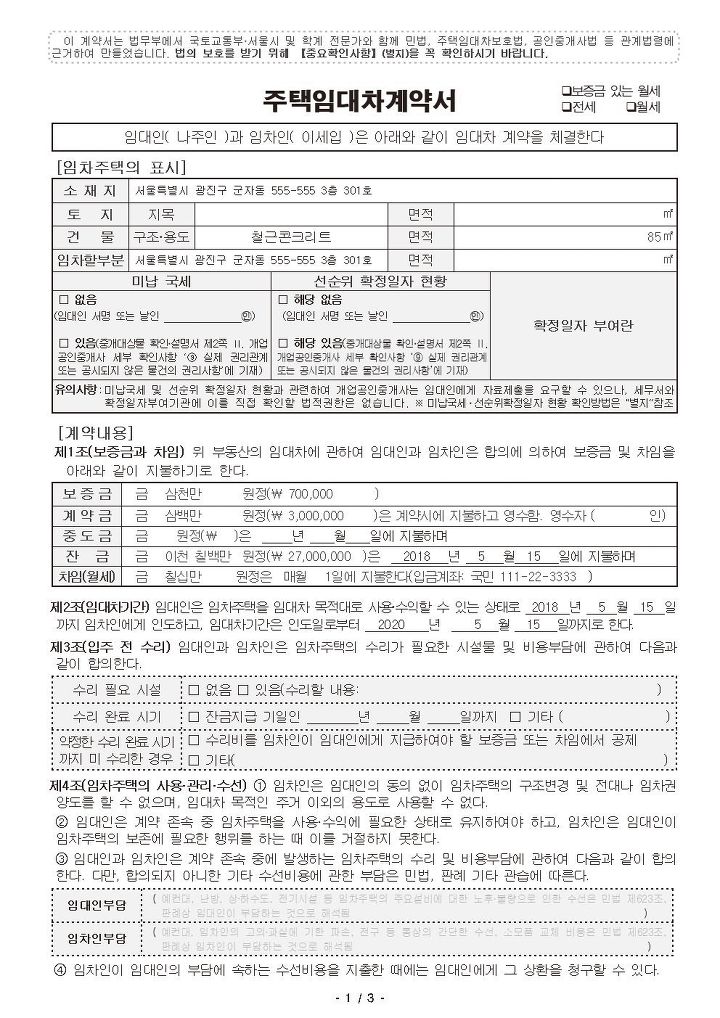 이 계약서는 법무부에서 국토교통부·서울시 및 학계 전문가와 함께 민법, 주택임대차보호법, 공인중개사법 등 관계법령에
근거하여 만들었습니다. 법의 보호를 받기 위해 【중요확인사항】(별지)을 꼭 확인하시기 바랍니다.
주택임대차계약서
❑보증금 있는 월세
❑전세 ❑월세
임대인( 나주인 )과 임차인( 이세입 )은 아래와 같이 임대차 계약을 체결한다
[임차주택의 표시]
소 재 지 서울특별시 광진구 군자동 555-555 3층 301호
토 지 지목 면적 ㎡
건 물 구조·용도 철근콘크리트 면적 85㎡
임차할부분 서울특별시 광진구 군자동 555-555 3층 301호 면적 ㎡
미납 국세 선순위 확정일자 현황 확정일자 부여란
□ 없음 □ 해당 없음
(임대인 서명 또는 날인 ________ ㊞) (임대인 서명 또는 날인 ________ ㊞)
□ 있음(중개대상물 확인·설명서 제2쪽 Ⅱ. 개업 □ 해당 있음(중개대상물 확인·설명서 제2쪽 Ⅱ.
공인중개사 세부 확인사항 '⑨ 실제 권리관계 개업공인중개사 세부 확인사항 '⑨ 실제 권리관계
또는 공시되지 않은 물건의 권리사항'에 기재) 또는 공시되지 않은 물건의 권리사항'에 기재)
유의사항: 미납국세 및 선순위 확정일자 현황과 관련하여 개업공인중개사는 임대인에게 자료제출을 요구할 수 있으나, 세무서와
확정일자부여기관에 이를 직접 확인할 법적권한은 없습니다. ※ 미납국세·선순위확정일자 현황 확인방법은 "별지"참조
[계약내용]
제1조(보증금과 차임) 위 부동산의 임대차에 관하여 임대인과 임차인은 합의에 의하여 보증금 및 차임을
아래와 같이 지불하기로 한다.
보 증 금 금 삼천만 원정(₩ 700,000 )
계 약 금 금 삼백만 원정(₩ 3,000,000 )은 계약시에 지불하고 영수함. 영수자 ( 인)
중 도 금 금 원정(₩ )은 ____년 ____월____일에 지불하며
잔 금 금 이천 칠백만 원정(₩ 27,000,000 )은 2018 년 5 월 15 일에 지불하며
차임(월세) 금 칠십만 원정은 매월 1일에 지불한다(입금계좌: 국민 111-22-3333 )
제2조(임대차기간) 임대인은 임차주택을 임대차 목적대로 사용·수익할 수 있는 상태로 2018 년 5 월 15 일
까지 임차인에게 인도하고, 임대차기간은 인도일로부터 2020 년 5 월 15 일까지로 한다.
제3조(입주 전 수리) 임대인과 임차인은 임차주택의 수리가 필요한 시설물 및 비용부담에 관하여 다음과
같이 합의한다.
수리 필요 시설 □ 없음 □ 있음(수리할 내용: )
수리 완료 시기 □ 잔금지급 기일인 ______년 ____월 ____일까지 □ 기타 ( )
약정한 수리 완료 시기 □ 수리비를 임차인이 임대인에게 지급하여야 할 보증금 또는 차임에서 공제
까지 미 수리한 경우 □ 기타( )
제4조(임차주택의 사용·관리·수선) ① 임차인은 임대인의 동의 없이 임차주택의 구조변경 및 전대나 임차권
양도를 할 수 없으며, 임대차 목적인 주거 이외의 용도로 사용할 수 없다.
② 임대인은 계약 존속 중 임차주택을 사용·수익에 필요한 상태로 유지하여야 하고, 임차인은 임대인이
임차주택의 보존에 필요한 행위를 하는 때 이를 거절하지 못한다.
③ 임대인과 임차인은 계약 존속 중에 발생하는 임차주택의 수리 및 비용부담에 관하여 다음과 같이 합의
한다. 다만, 합의되지 아니한 기타 수선비용에 관한 부담은 민법, 판례 기타 관습에 따른다.
임대인부담 ( 예컨대, 난방, 상·하수도, 전기시설 등 임차주택의 주요설비에 대한 노후·불량으로 인한 수선은 민법 제623조,
판례상 임대인이 부담하는 것으로 해석됨 )
임차인부담 ( 예컨대, 임차인의 고의·과실에 기한 파손, 전구 등 통상의 간단한 수선, 소모품 교체 비용은 민법 제623조,
판례상 임차인이 부담하는 것으로 해석됨 )
④ 임차인이 임대인의 부담에 속하는 수선비용을 지출한 때에는 임대인에게 그 상환을 청구할 수 있다.
- 1 / 3 -